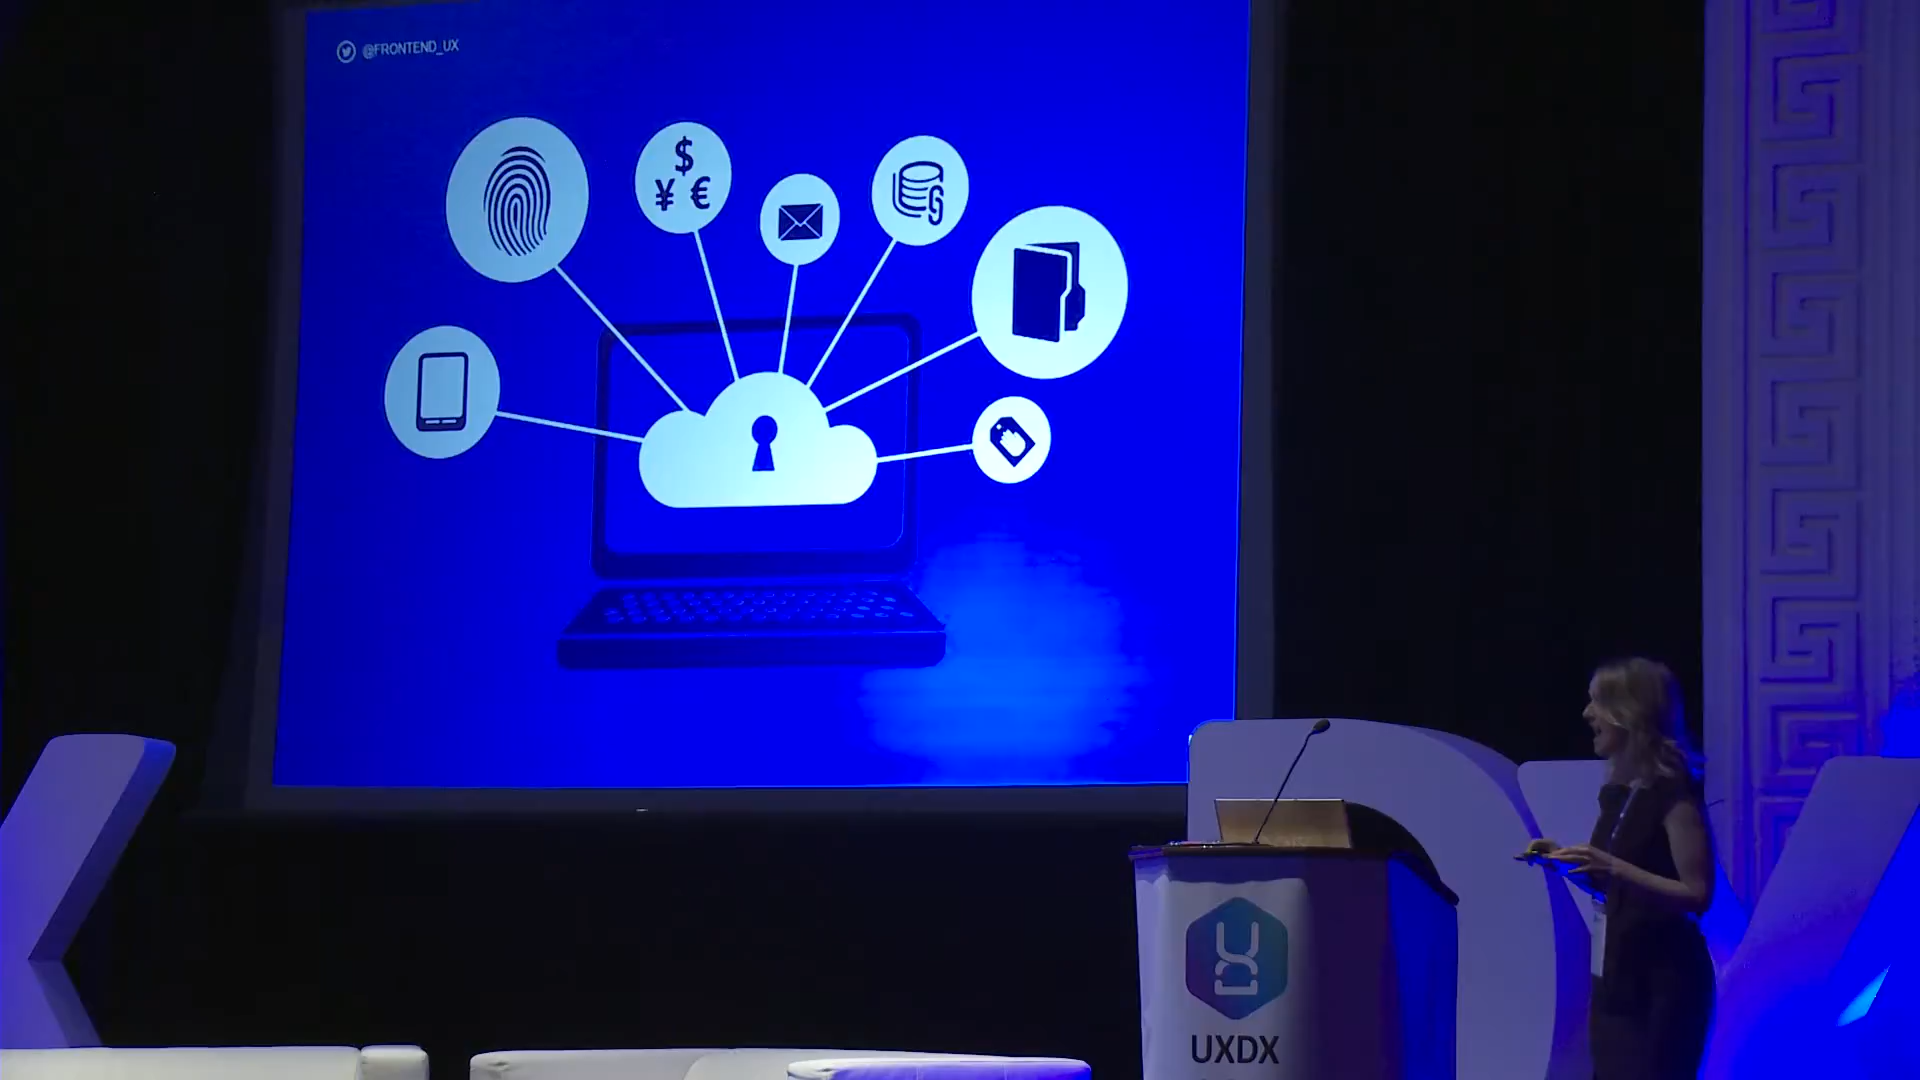 @FRONTEND_UX
$
¥ €
UXDX